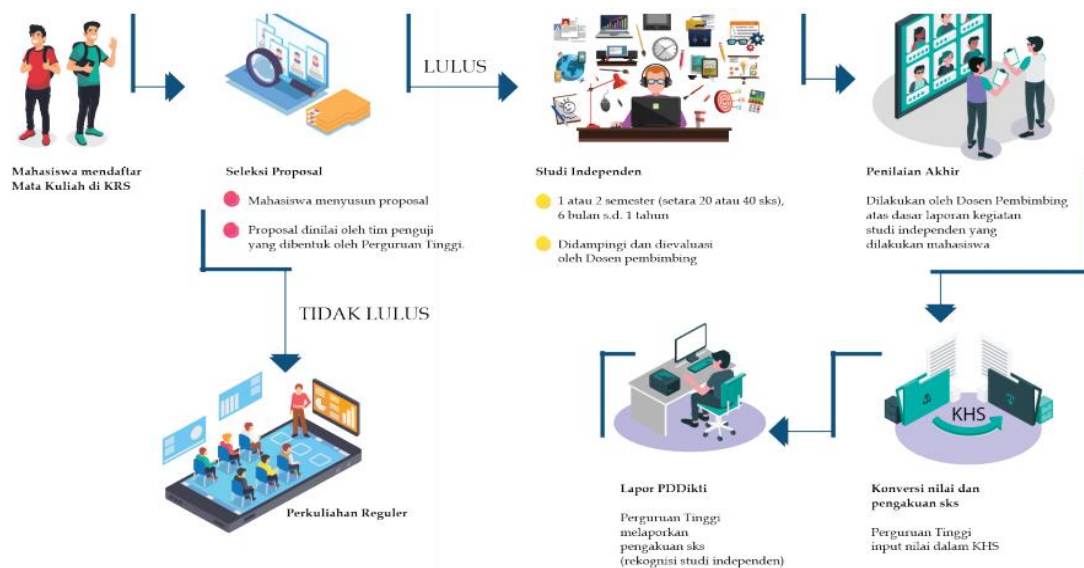 LULUS
Mahasiswa mendaftar
Mata Kuliah di KRS
Seleksi Proposal
Mahasiswa menyusun proposal
Proposal dinilai oleh tim penguji
yang dibentuk oleh Perguruan Tinggi.
Studi Independen
1 atau 2 semester (setara 20 atau 40 sks),
6 bulan s.d. 1 tahun
Didampingi dan dievaluasi
oleh Dosen pembimbing
Penilaian Akhir
Dilakukan oleh Dosen Pembimbing
atas dasar laporan kegiatan
studi independen yang
dilakukan mahasiswa
TIDAK LULUS
Perkuliahan Reguler
KHS
Konversi nilai dan
pengakuan sks
Perguruan Tinggi
input nilai dalam KHS
Lapor PDDikti
Perguruan Tinggi
melaporkan
pengakuan sks
(rekognisi studi independen)